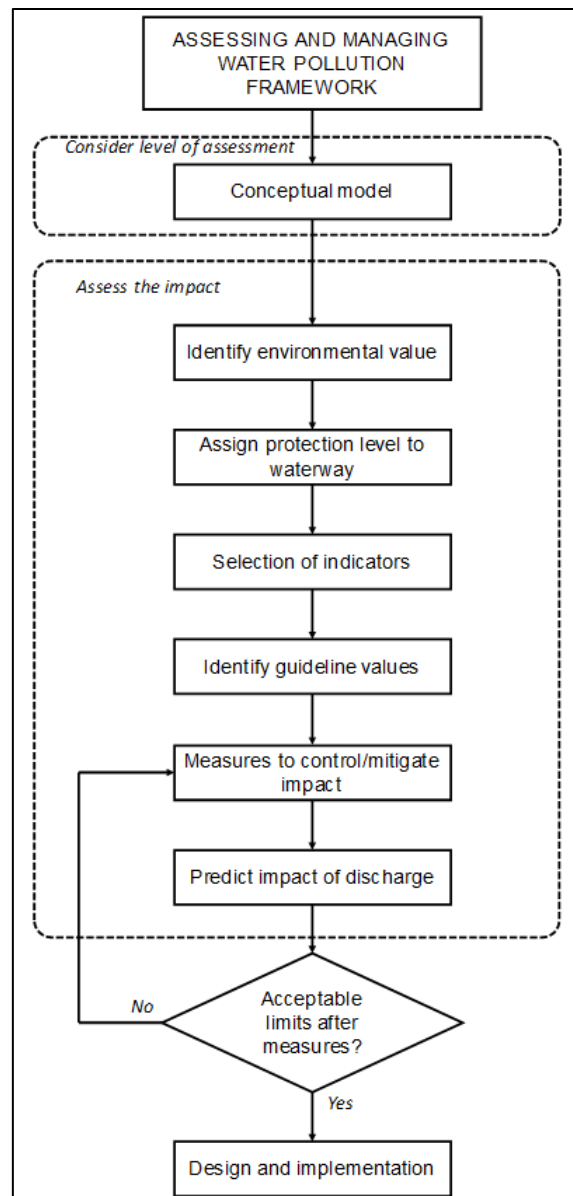 ASSESSING AND MANAGING
WATER POLLUTION
FRAMEWORK
Consider level of assessment
Conceptual model
Assess the impact
Identify environmental value
Assign protection level to
waterway
Selection of indicators
Identify guideline values
Measures to control/mitigate
impact
Predict impact of discharge
No
Acceptable
limits after
measures?
Yes
Design and implementation